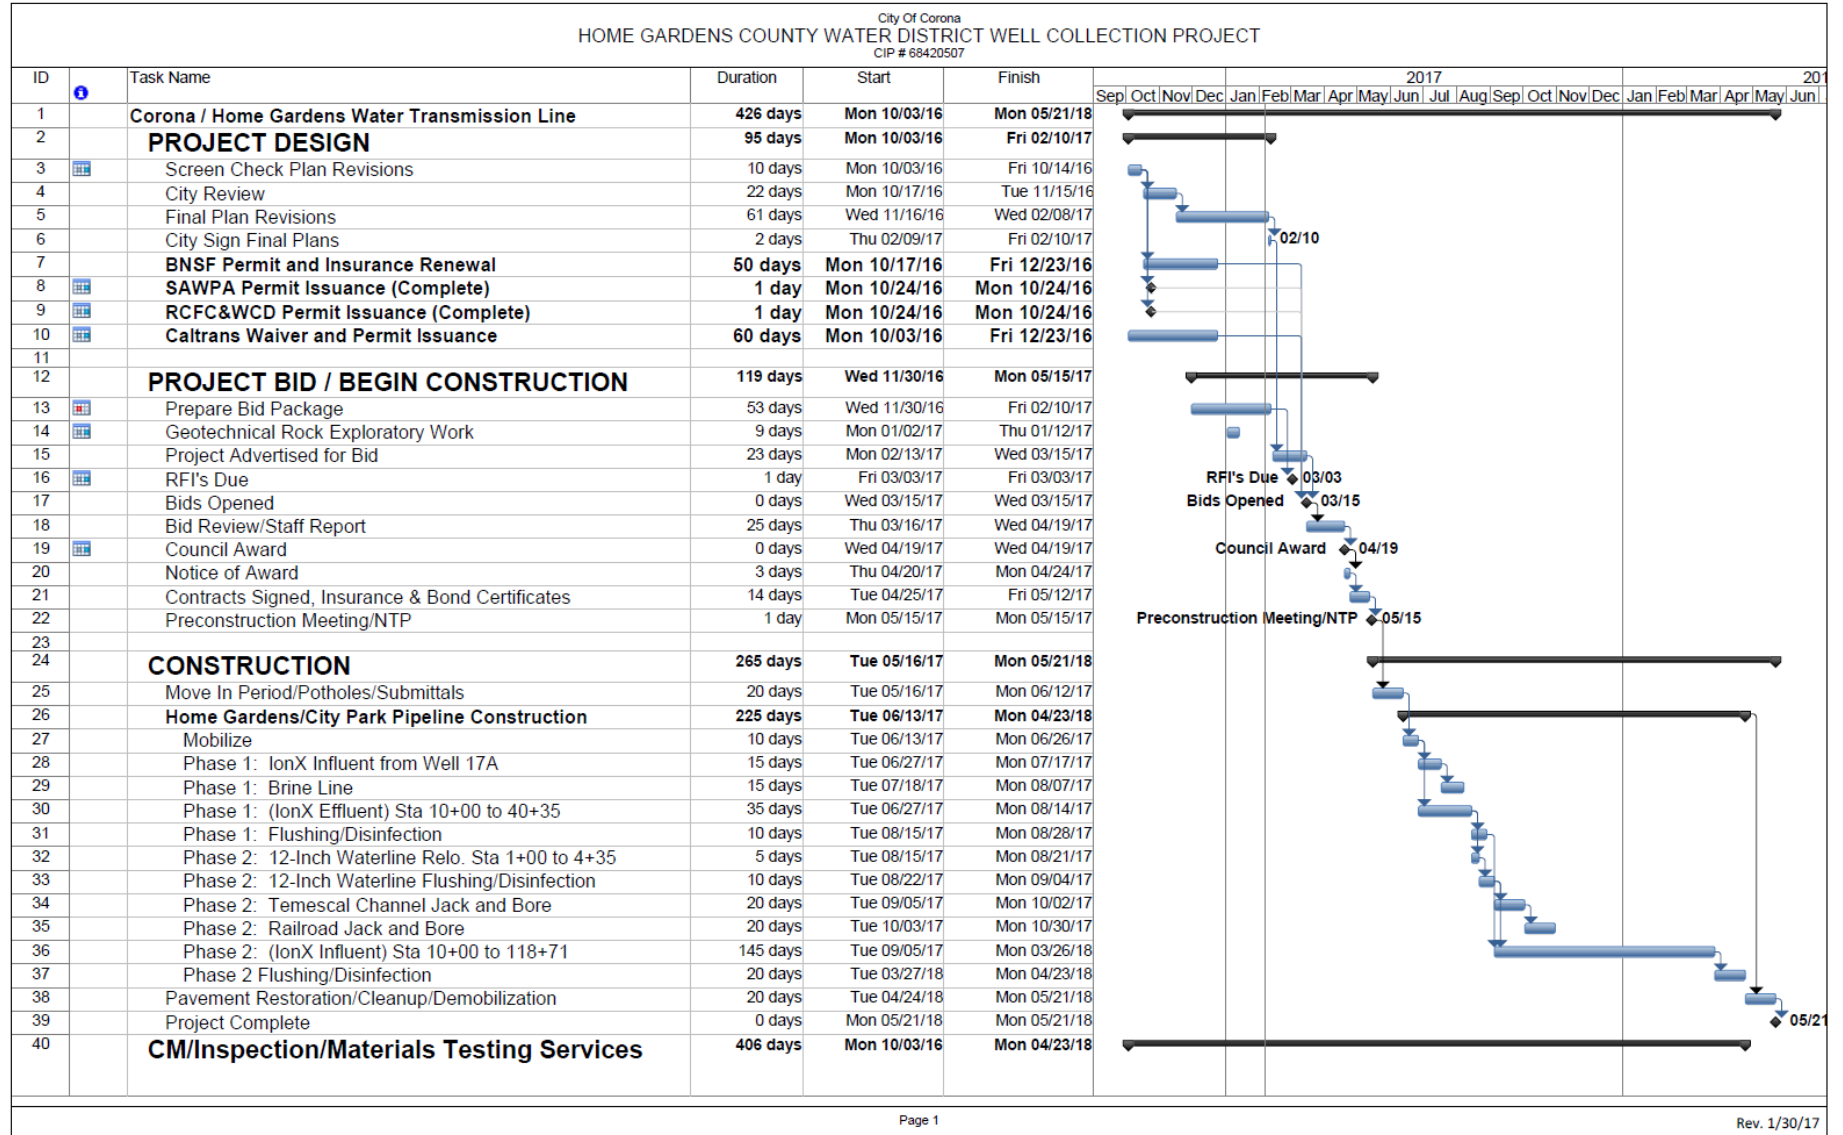 City Of Corona
HOME GARDENS COUNTY WATER DISTRICT WELL COLLECTION PROJECT
CIP # 68420507
ID Task Name Duration Start Finish 2017 201
Sep Oct Nov Dec Jan Feb Mar Apr May Jun Jul Aug Sep Oct Nov Dec Jan Feb Mar Apr May Jun
1 Corona / Home Gardens Water Transmission Line 426 days Mon 10/03/16 Mon 05/21/18
2 PROJECT DESIGN 95 days Mon 10/03/16 Fri 02/10/17
3 Screen Check Plan Revisions 10 days Mon 10/03/16 Fri 10/14/16
4 City Review 22 days Mon 10/17/16 Tue 11/15/16
5 Final Plan Revisions 61 days Wed 11/16/16 Wed 02/08/17
6 City Sign Final Plans 2 days Thu 02/09/17 Fri 02/10/17 02/10
7 BNSF Permit and Insurance Renewal 50 days Mon 10/17/16 Fri 12/23/16
8 SAWPA Permit Issuance (Complete) 1 day Mon 10/24/16 Mon 10/24/16
9 RCFC&WCD Permit Issuance (Complete) 1 day Mon 10/24/16 Mon 10/24/16
10 Caltrans Waiver and Permit Issuance 60 days Mon 10/03/16 Fri 12/23/16
11
12 PROJECT BID / BEGIN CONSTRUCTION 119 days Wed 11/30/16 Mon 05/15/17
13 Prepare Bid Package 53 days Wed 11/30/16 Fri 02/10/17
14 Geotechnical Rock Exploratory Work 9 days Mon 01/02/17 Thu 01/12/17
15 Project Advertised for Bid 23 days Mon 02/13/17 Wed 03/15/17
16 RFI's Due 1 day Fri 03/03/17 Fri 03/03/17 RFI's Due 03/03
17 Bids Opened 0 days Wed 03/15/17 Wed 03/15/17 Bids Opened 03/15
18 Bid Review/Staff Report 25 days Thu 03/16/17 Wed 04/19/17
19 Council Award 0 days Wed 04/19/17 Wed 04/19/17 Council Award 04/19
20 Notice of Award 3 days Thu 04/20/17 Mon 04/24/17
21 Contracts Signed, Insurance & Bond Certificates 14 days Tue 04/25/17 Fri 05/12/17
22 Preconstruction Meeting/NTP 1 day Mon 05/15/17 Mon 05/15/17 Preconstruction Meeting/NTP 05/15
23
24 CONSTRUCTION 265 days Tue 05/16/17 Mon 05/21/18
25 Move In Period/Potholes/Submittals 20 days Tue 05/16/17 Mon 06/12/17
26 Home Gardens/City Park Pipeline Construction 225 days Tue 06/13/17 Mon 04/23/18
27 Mobilize 10 days Tue 06/13/17 Mon 06/26/17
28 Phase 1: IonX Influent from Well 17A 15 days Tue 06/27/17 Mon 07/17/17
29 Phase 1: Brine Line 15 days Tue 07/18/17 Mon 08/07/17
30 Phase 1: (IonX Effluent) Sta 10+00 to 40+35 35 days Tue 06/27/17 Mon 08/14/17
31 Phase 1: Flushing/Disinfection 10 days Tue 08/15/17 Mon 08/28/17
32 Phase 2: 12-Inch Waterline Relo. Sta 1+00 to 4+35 5 days Tue 08/15/17 Mon 08/21/17
33 Phase 2: 12-Inch Waterline Flushing/Disinfection 10 days Tue 08/22/17 Mon 09/04/17
34 Phase 2: Temescal Channel Jack and Bore 20 days Tue 09/05/17 Mon 10/02/17
35 Phase 2: Railroad Jack and Bore 20 days Tue 10/03/17 Mon 10/30/17
36 Phase 2: (IonX Influent) Sta 10+00 to 118+71 145 days Tue 09/05/17 Mon 03/26/18
37 Phase 2 Flushing/Disinfection 20 days Tue 03/27/18 Mon 04/23/18
38 Pavement Restoration/Cleanup/Demobilization 20 days Tue 04/24/18 Mon 05/21/18
39 Project Complete 0 days Mon 05/21/18 Mon 05/21/18 05/21
40 CM/Inspection/Materials Testing Services 406 days Mon 10/03/16 Mon 04/23/18
Page 1
Rev. 1/30/17